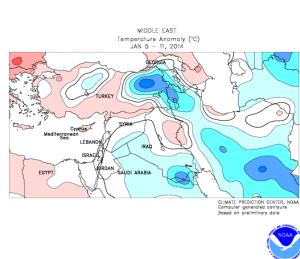 MIDDLE EAST
Temperature Anomaly (°C)
JAN 5 - 11, 2014
GEORGIA
TURKEY
Cyprus
SYRIA
Mediterranean
Sea
LEBANON
IRAQ
ISRAEL
JORDAN
EGYPT
SAUDI ARABIA
CLIMATE PREDICTION CENTER, NOAA
Computer generated contours
Based on preliminary data
NOAA